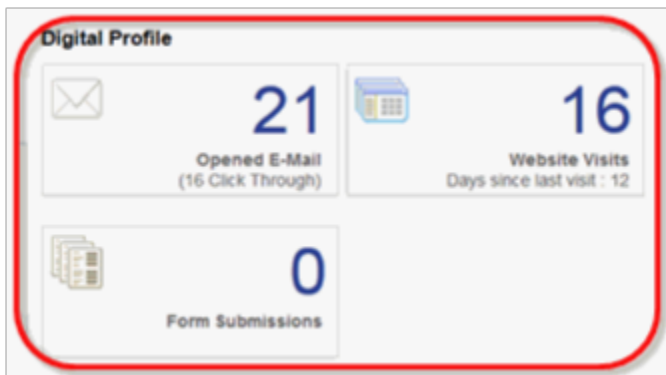 Digital Profile
21
Opened E-Mail
(16 Click Through)
16
Website Visits
Days since last visit : 12
0
Form Submissions